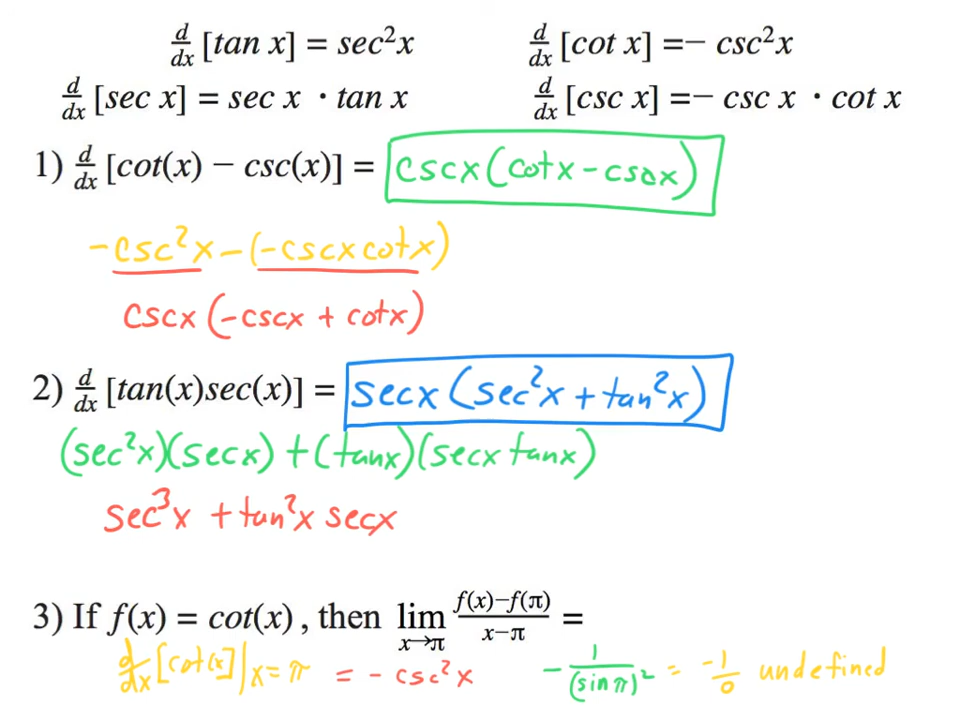 d/dx [tan x] = sec²x d/dx [cot x] =− csc²x
d/dx [sec x] = sec x · tan x d/dx [csc x] =− csc x · cot x
1) d/dx [cot(x) − csc(x)] = cscx(cotx-cscx)
-csc²x-(-cscxcotx)
cscx(-cscx + cotx)
2) d/dx [tan(x)sec(x)] = secx(sec²x + tan²x)
(sec²x)(secx) + (tanx)(secx tanx)
sec³x + tan²x secx
3) If f(x) = cot(x) , then lim x→π f(x)−f(π)/x−π =
d/dx [cot(x)]|x=π = - csc²x - 1/(sin π)² = -1/0 undefined